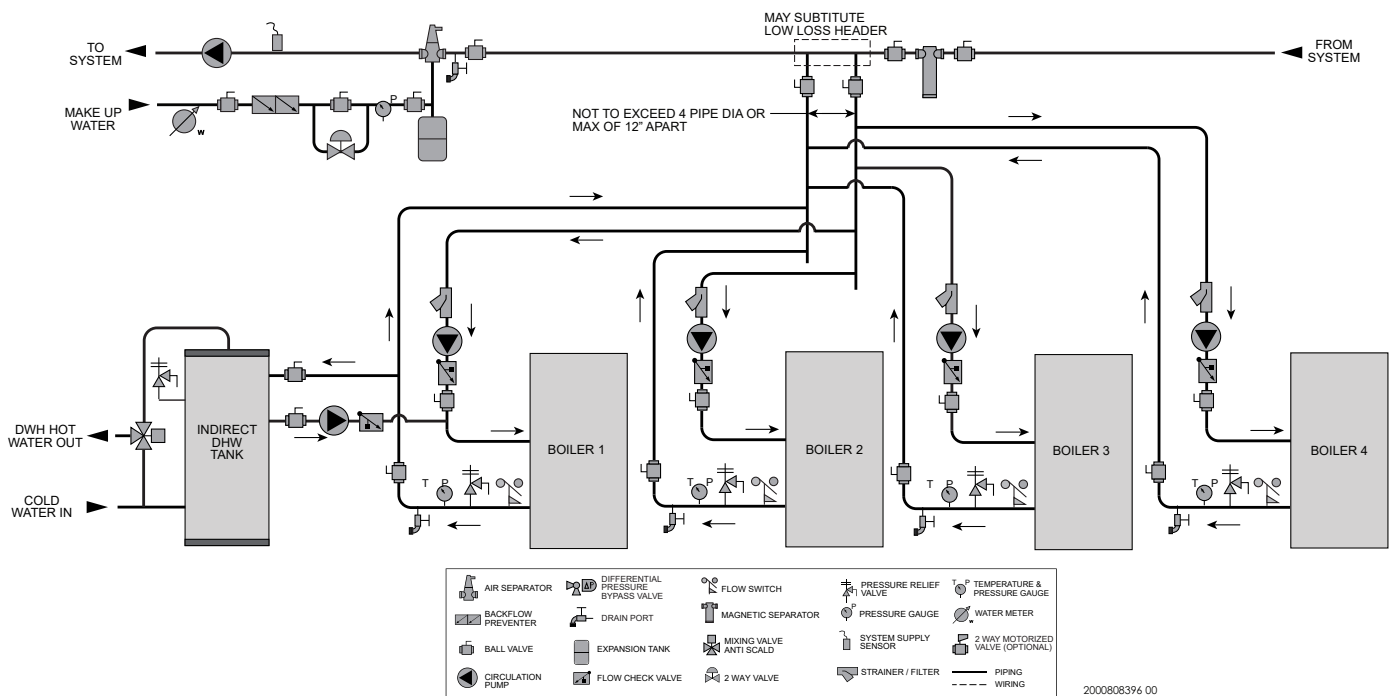 MAY SUBTITUTE
LOW LOSS HEADER
TO
SYSTEM
FROM
SYSTEM
MAKE UP
WATER
W
P
NOT TO EXCEED 4 PIPE DIA OR
MAX OF 12" APART
DWH HOT
WATER OUT
COLD
WATER IN
INDIRECT
DHW
TANK
BOILER 1
BOILER 2
BOILER 3
BOILER 4
T P
T P
T P
T P
AIR SEPARATOR
DIFFERENTIAL
PRESSURE
BYPASS VALVE
ΔP
FLOW SWITCH
PRESSURE RELIEF
VALVE
T P
TEMPERATURE &
PRESSURE GAUGE
BACKFLOW
PREVENTER
DRAIN PORT
MAGNETIC SEPARATOR
P
PRESSURE GAUGE
W
WATER METER
BALL VALVE
EXPANSION TANK
MIXING VALVE
ANTI SCALD
SYSTEM SUPPLY
SENSOR
2 WAY MOTORIZED
VALVE (OPTIONAL)
CIRCULATION
PUMP
FLOW CHECK VALVE
2 WAY VALVE
STRAINER / FILTER
PIPING
WIRING
2000808396 00